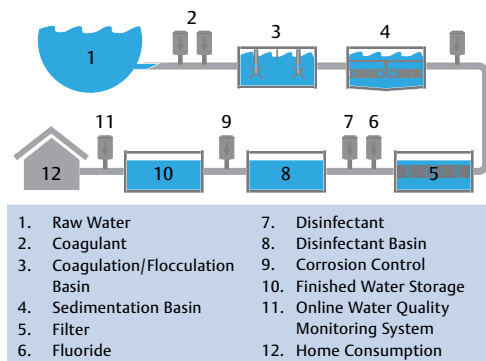 2
4
1
3
11
9
7 6
12
10
8
5
1. Raw Water
2. Coagulant
3. Coagulation/Flocculation
Basin
4. Sedimentation Basin
5. Filter
6. Fluoride
7. Disinfectant
8. Disinfectant Basin
9. Corrosion Control
10. Finished Water Storage
11. Online Water Quality
Monitoring System
12. Home Consumption